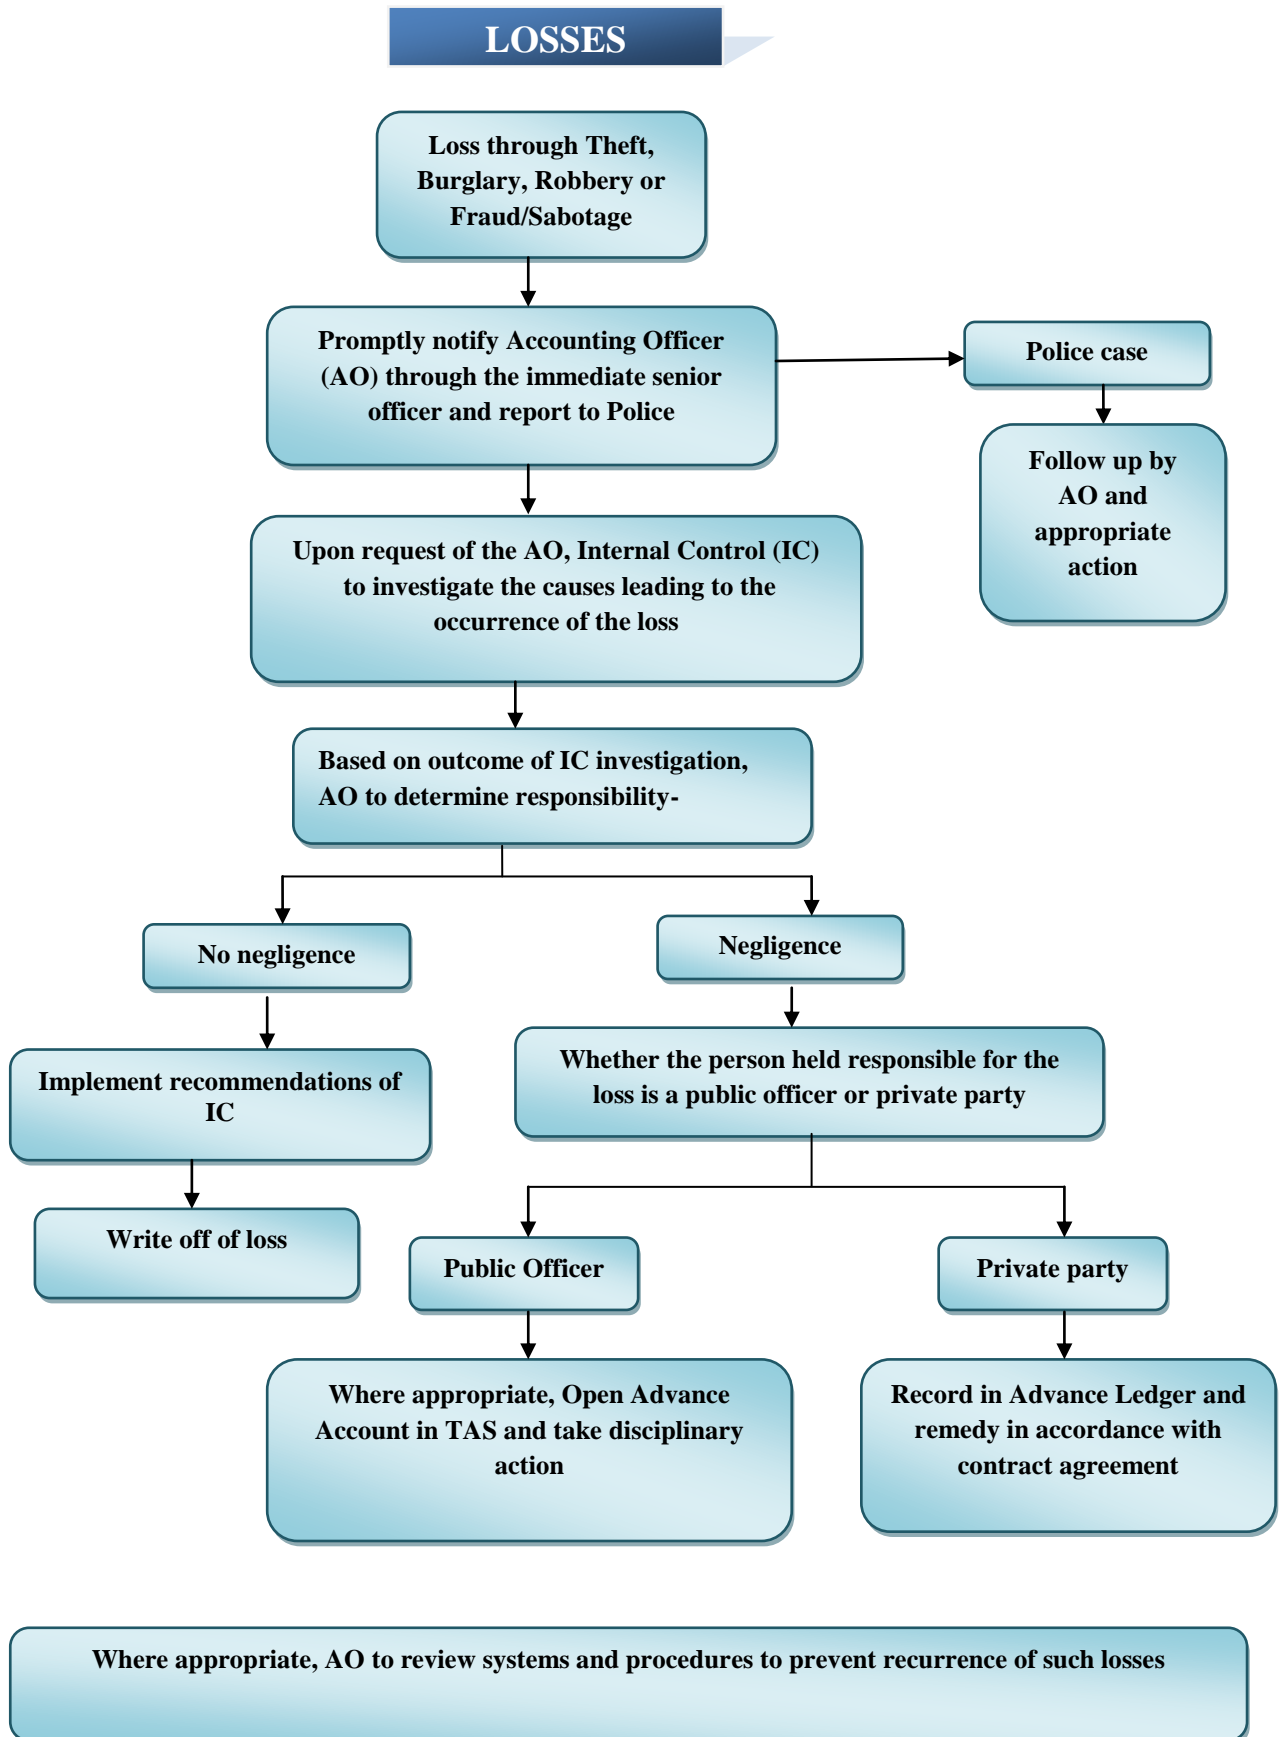 LOSSES
Loss through Theft,
Burglary, Robbery or
Fraud/Sabotage
Promptly notify Accounting Officer
(AO) through the immediate senior
officer and report to Police
Police case
Follow up by
AO and
appropriate
action
Upon request of the AO, Internal Control (IC)
to investigate the causes leading to the
occurrence of the loss
Based on outcome of IC investigation,
AO to determine responsibility-
No negligence
Negligence
Implement recommendations of
IC
Whether the person held responsible for the
loss is a public officer or private party
Write off of loss
Public Officer
Private party
Where appropriate, Open Advance
Account in TAS and take disciplinary
action
Record in Advance Ledger and
remedy in accordance with
contract agreement
Where appropriate, AO to review systems and procedures to prevent recurrence of such losses